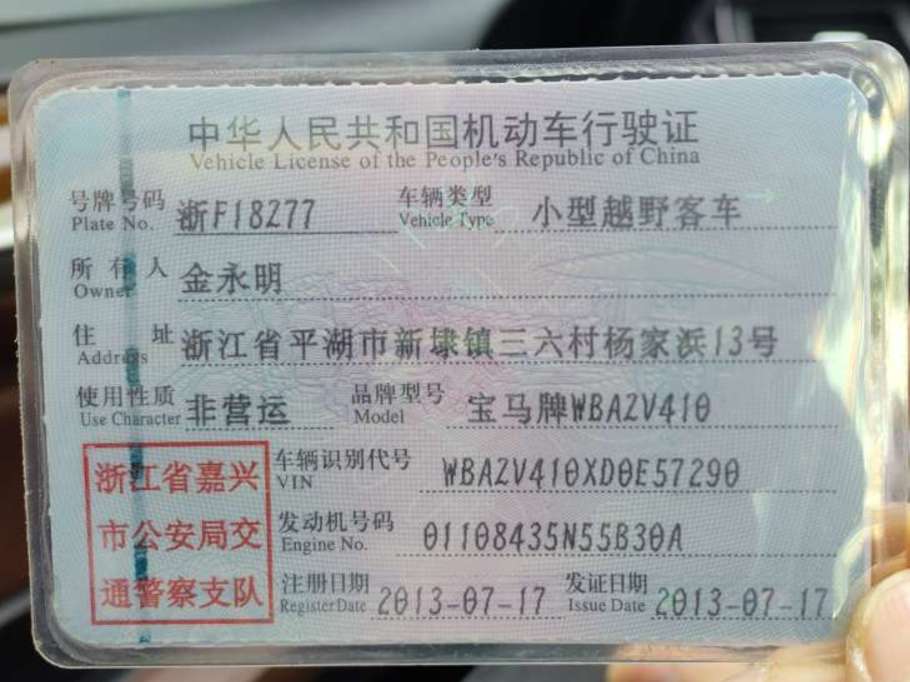 中华人民共和国机动车行驶证
Vehicle License of the People's Republic of China
号牌号码 浙F18277 车辆类型 小型越野客车
Plate No. Vehicle Type
所有人 金永明
Owner
住址 浙江省平湖市新埭镇三六村杨家浜13号
Address
使用性质 非营运 品牌型号 宝马牌WBAZV410
Use Character Model
浙江省嘉兴
市公安局交
通警察支队
车辆识别代号 WBAZV410XD0E57290
VIN
发动机号码 01108435N55B30A
Engine No.
注册日期 2013-07-17 发证日期 2013-07-17
Register Date Issue Date